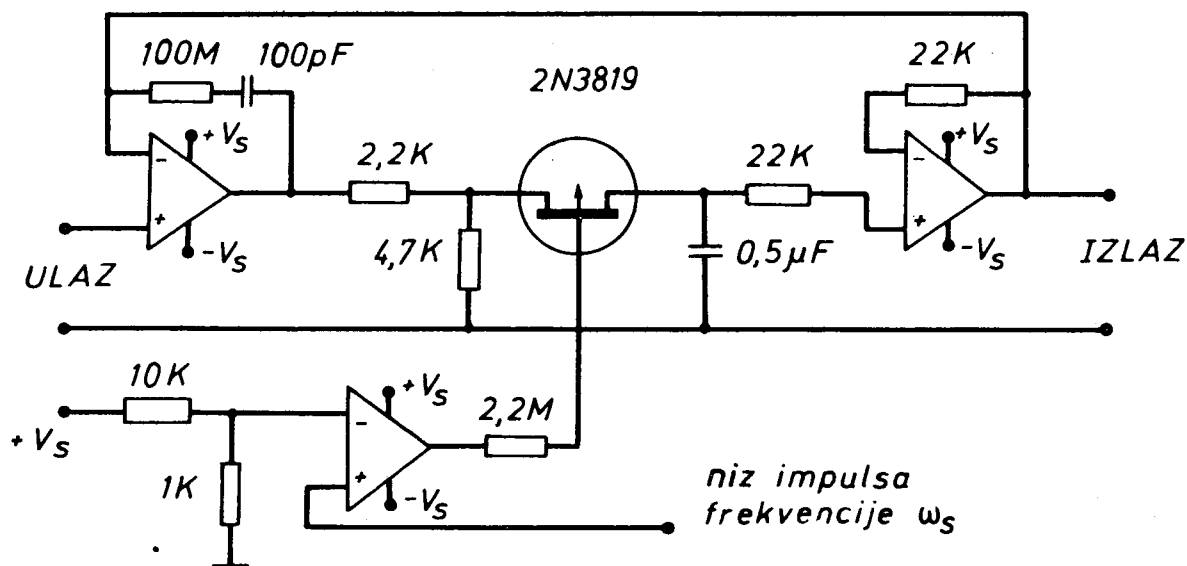 100M
100pF
2N3819
22K
+Vs
2,2K
22K
+Vs
-
+
-
+
-Vs
4,7K
0,5µF
-Vs
ULAZ
IZLAZ
10K
+Vs
2,2M
+Vs
-
1K
+
-Vs
niz impulsa
frekvencije ωs